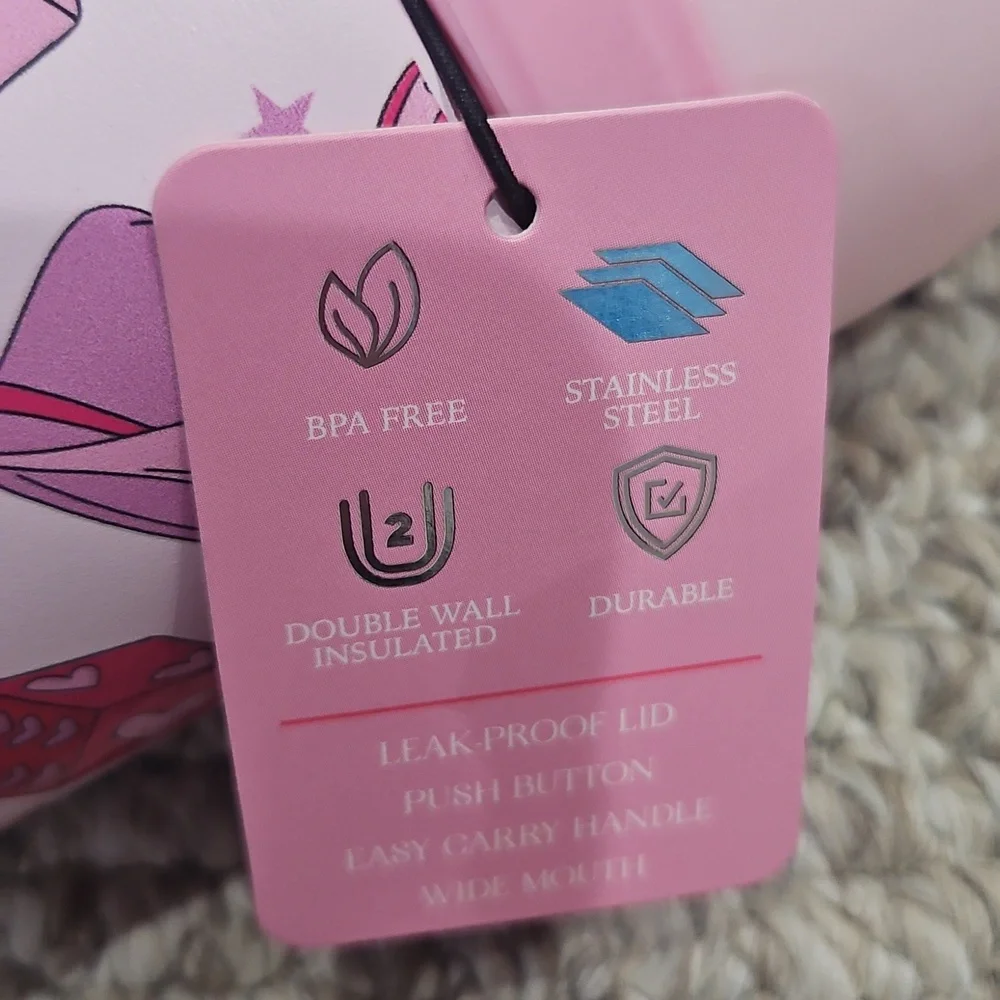 BPA FREE
STAINLESS
STEEL
2
DOUBLE WALL
INSULATED
DURABLE
LEAK-PROOF LID
PUSH BUTTON
EASY CARRY HANDLE
WIDE MOUTH